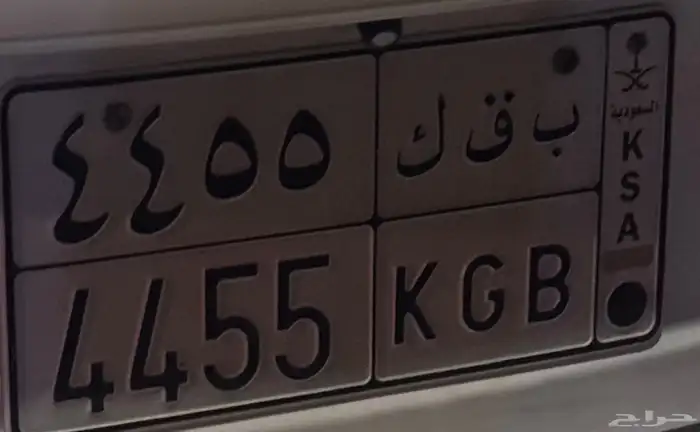 ٤٤٥٥ ب ق ك
4455 KGB
السعودية
K
S
A
حراج